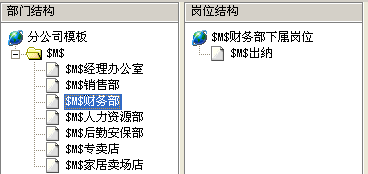 部门结构
分公司模板
$M$
$M$经理办公室
$M$销售部
$M$财务部
$M$人力资源部
$M$后勤安保部
$M$专卖店
$M$家居卖场店
岗位结构
$M$财务部下属岗位
$M$出纳